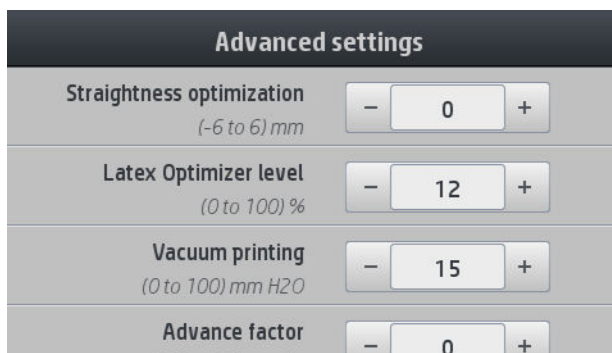 Advanced settings
Straightness optimization
(-6 to 6) mm
− 0 +
Latex Optimizer level
(0 to 100) %
− 12 +
Vacuum printing
(0 to 100) mm H2O
− 15 +
Advance factor
− 0 +